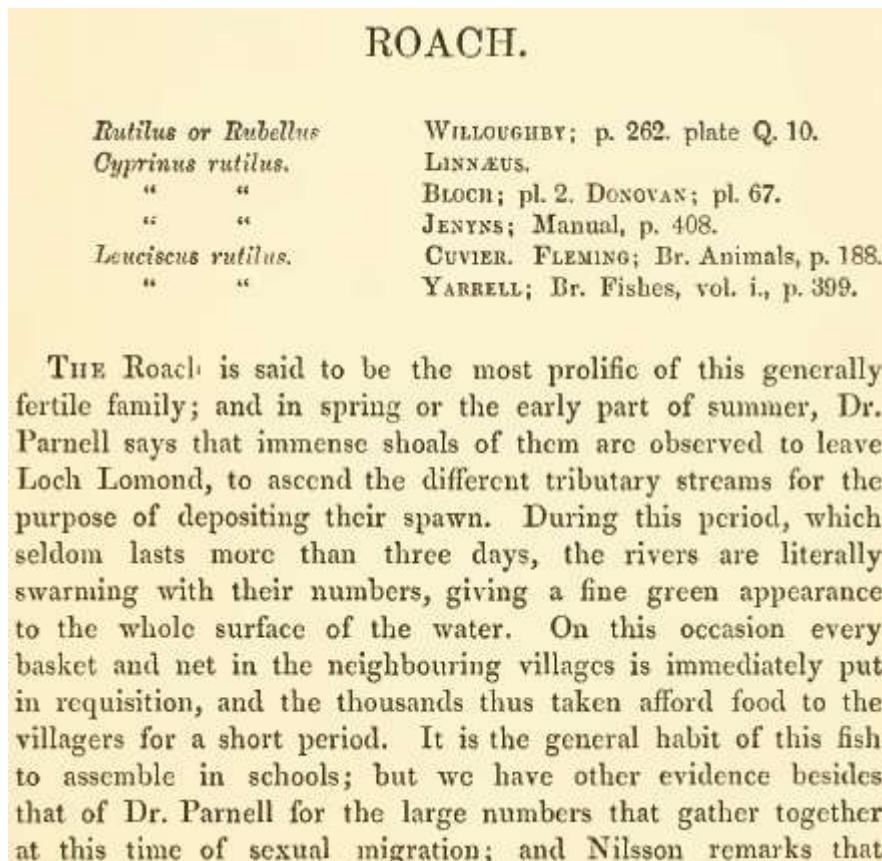 ROACH.
Rutilus or Rubellus WILLOUGHBY; p. 262. plate Q. 10.
Cyprinus rutilus. LINNÆUS.
“ “ BLOCH; pl. 2. DONOVAN; pl. 67.
“ “ JENYNS; Manual, p. 408.
Leuciscus rutilus. CUVIER. FLEMING; Br. Animals, p. 188.
“ “ YARRELL; Br. Fishes, vol. i., p. 399.
THE Roach is said to be the most prolific of this generally
fertile family; and in spring or the early part of summer, Dr.
Parnell says that immense shoals of them are observed to leave
Loch Lomond, to ascend the different tributary streams for the
purpose of depositing their spawn. During this period, which
seldom lasts more than three days, the rivers are literally
swarming with their numbers, giving a fine green appearance
to the whole surface of the water. On this occasion every
basket and net in the neighbouring villages is immediately put
in requisition, and the thousands thus taken afford food to the
villagers for a short period. It is the general habit of this fish
to assemble in schools; but we have other evidence besides
that of Dr. Parnell for the large numbers that gather together
at this time of sexual migration; and Nilsson remarks that